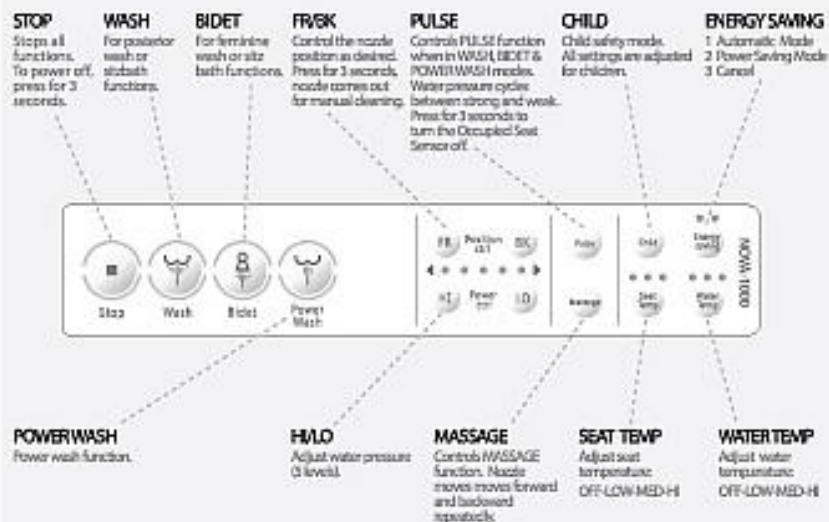 STOP
Stops all
functions.
To power off,
press for 3
seconds.
WASH
For posterior
wash or
sitzbath
functions.
BIDET
For feminine
wash or sitz
bath functions.
FR/BK
Control the nozzle
position as desired.
Press for 3 seconds,
nozzle comes out
for manual cleaning.
PULSE
Controls PULSE function
when in WASH, BIDET &
POWER WASH modes.
Water pressure cycles
between strong and weak.
Press for 3 seconds to
turn the Occupied Seat
Sensor off.
CHILD
Child safety mode.
All settings are adjusted
for children.
ENERGY SAVING
1 Automatic Mode
2 Power Saving Mode
3 Cancel
FR Position BK
Pulse
Child
Energy
Saving
Stop
Wash
Bidet
Power
Wash
HI Power LO
Massage
Seat
Temp
Water
Temp
NOVA-1000
POWER WASH
Power wash function.
HI/LO
Adjust water pressure
(3 levels).
MASSAGE
Controls MASSAGE
function. Nozzle
moves moves forward
and backward
repeatedly.
SEAT TEMP
Adjust seat
temperature:
OFF-LOW-MED-HI
WATER TEMP
Adjust water
temperature:
OFF-LOW-MED-HI